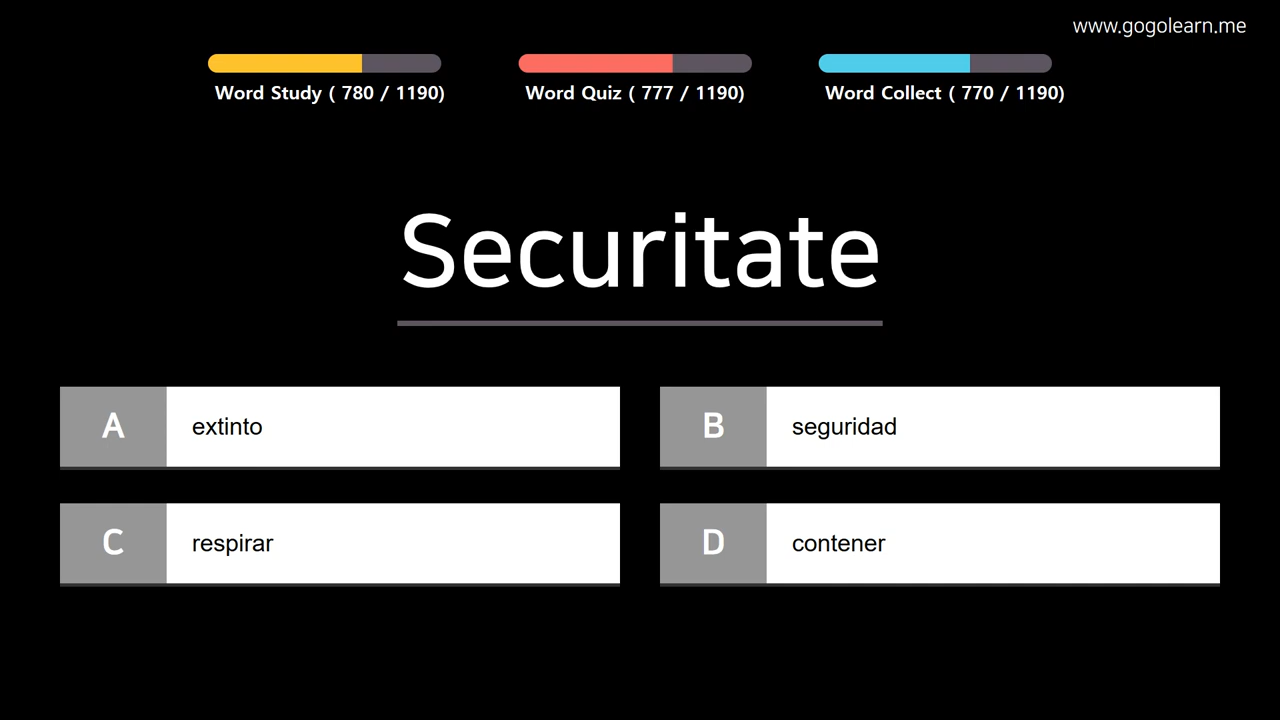 www.gogolearn.me
Word Study ( 780 / 1190)
Word Quiz ( 777 / 1190)
Word Collect ( 770 / 1190)
Securitate
A extinto
B seguridad
C respirar
D contener